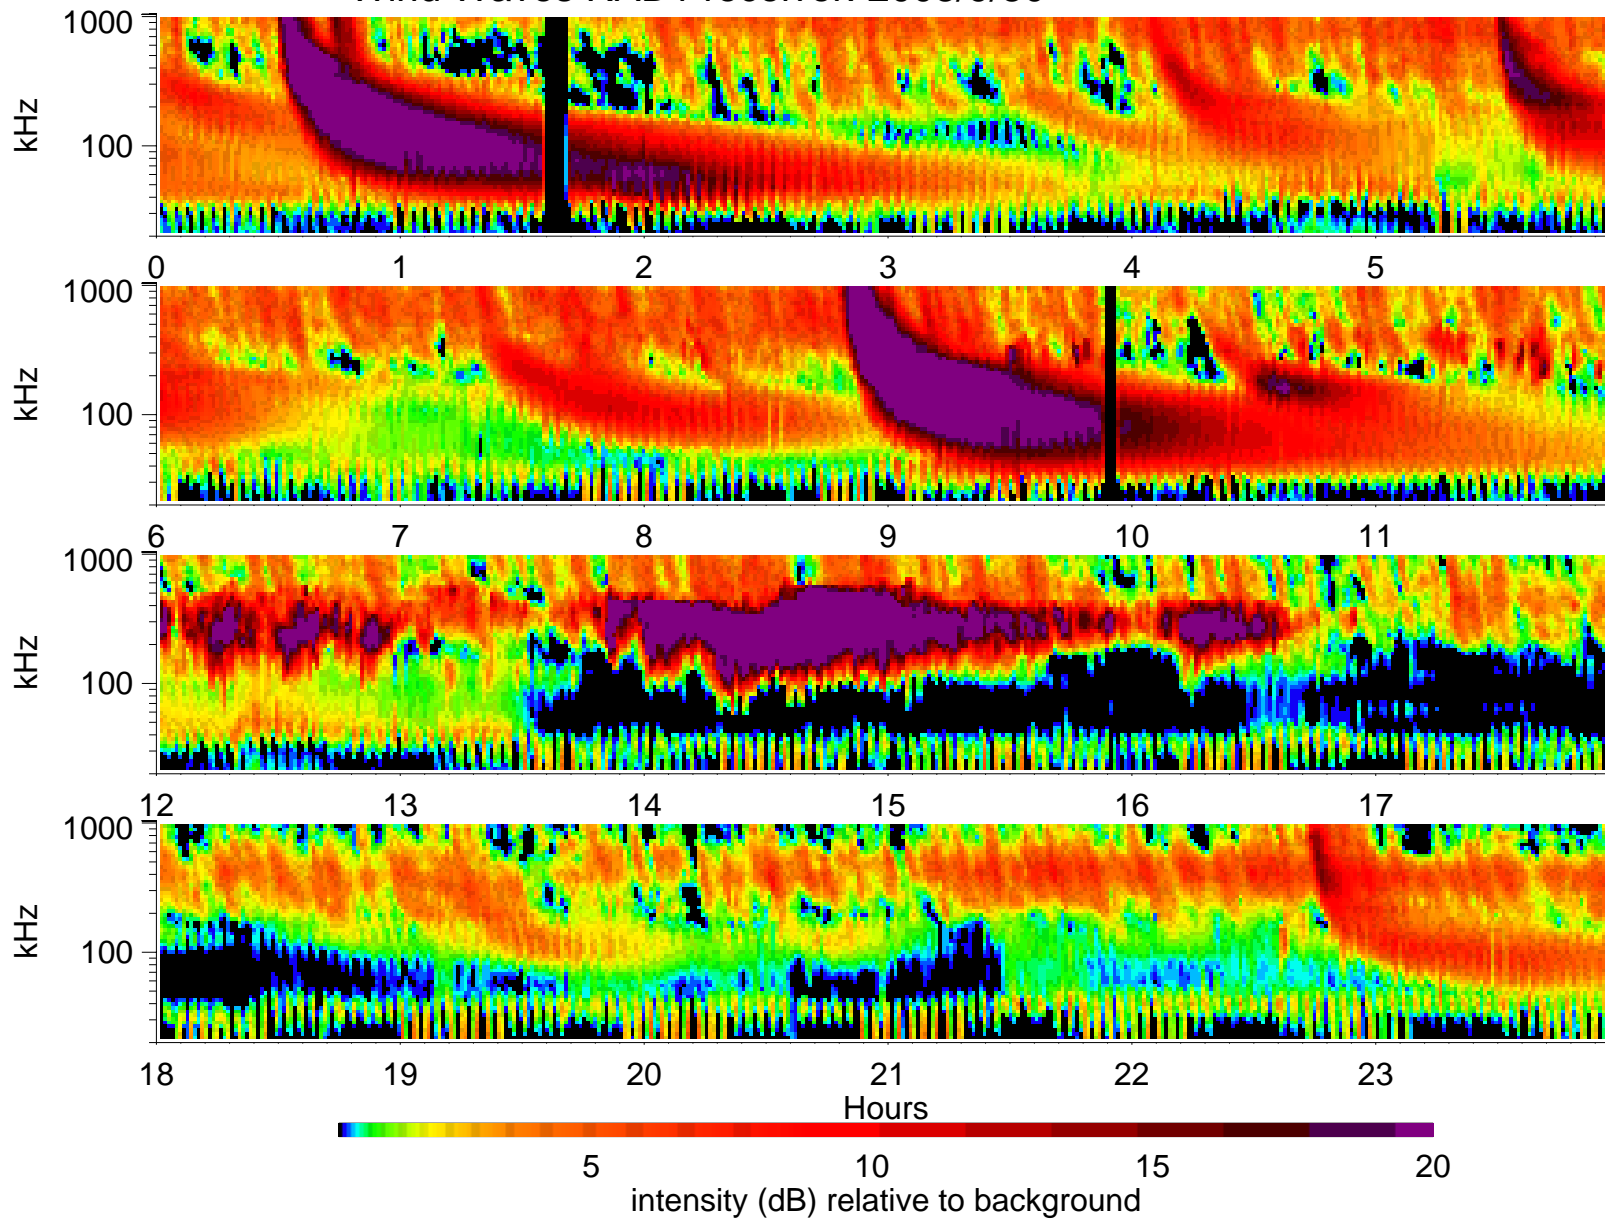 kHz 1000 100
0 1 2 3 4 5
kHz 1000 100
6 7 8 9 10 11
kHz 1000 100
12 13 14 15 16 17
kHz 1000 100
18 19 20 21 22 23
Hours
5 10 15 20
intensity (dB) relative to background